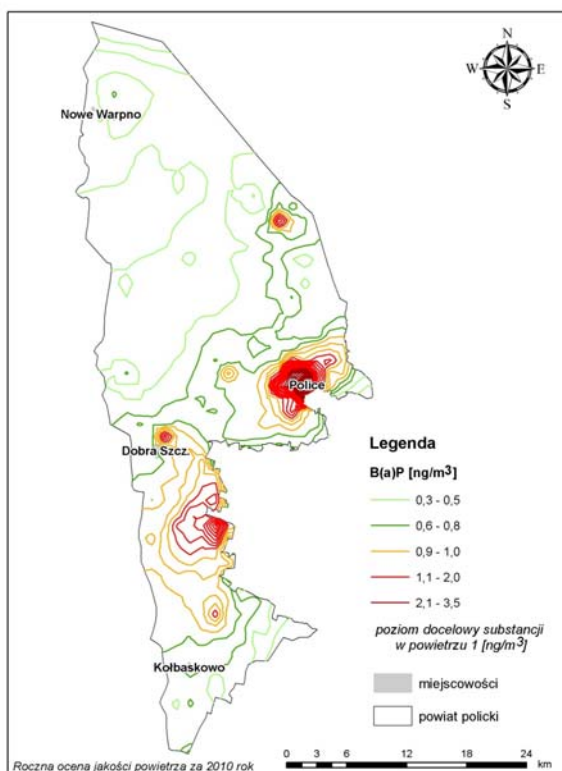 N
W E
S
Nowe Warpno
Police
Dobra Szcz.
Kołbaskowo
Legenda
B(a)P [ng/m³]
0,3 - 0,5
0,6 - 0,8
0,9 - 1,0
1,1 - 2,0
2,1 - 3,5
poziom docelowy substancji
w powietrzu 1 [ng/m³]
miejscowości
powiat policki
Roczna ocena jakości powietrza za 2010 rok
0 3 6 12 18 24
km